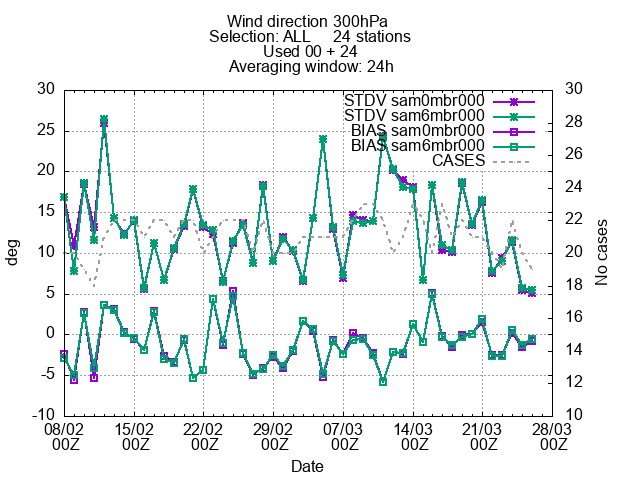 Wind direction 300hPa
Selection: ALL 24 stations
Used 00 + 24
Averaging window: 24h
30 30
STDV sam0mbr000
28
25 STDV sam6mbr000
BIAS sam0mbr000
26
BIAS sam6mbr000
20 CASES
24
15 22
10 20
5 18
0 16
14
-5 12
-10 10
deg
No cases
08/02 15/02 22/02 29/02 07/03 14/03 21/03 28/03
00Z 00Z 00Z 00Z 00Z 00Z 00Z 00Z
Date